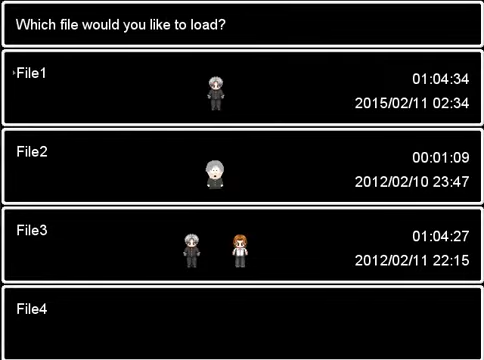 Which file would you like to load?
File1
01:04:34
2015/02/11 02:34
File2
00:01:09
2012/02/10 23:47
File3
01:04:27
2012/02/11 22:15
File4